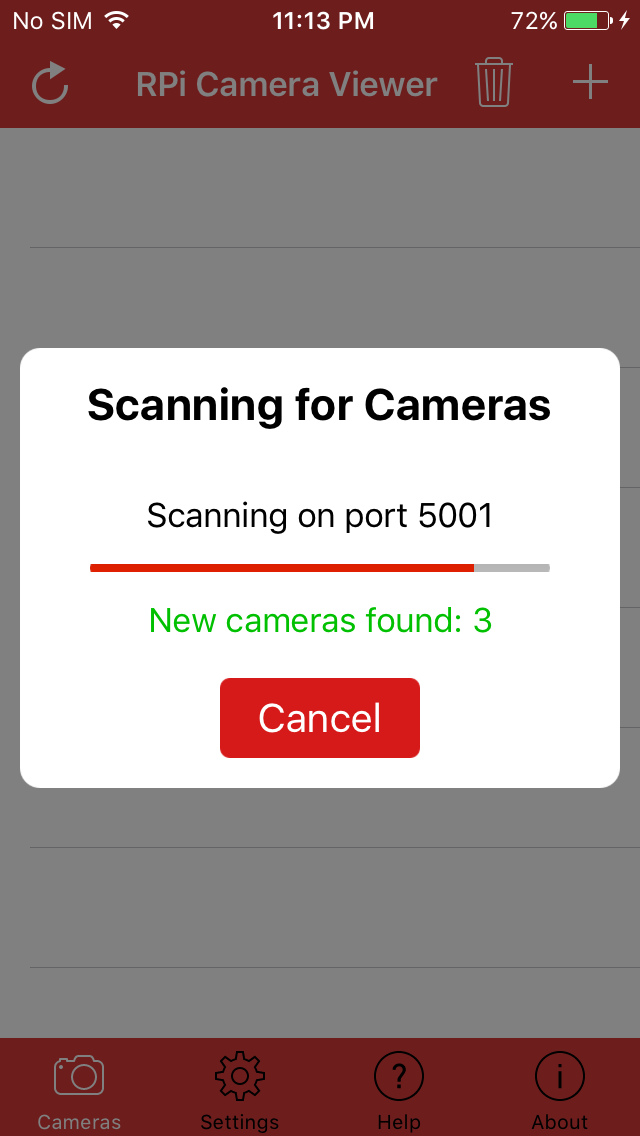 No SIM 11:13 PM 72%
RPi Camera Viewer
Scanning for Cameras
Scanning on port 5001
New cameras found: 3
Cancel
Cameras Settings Help About